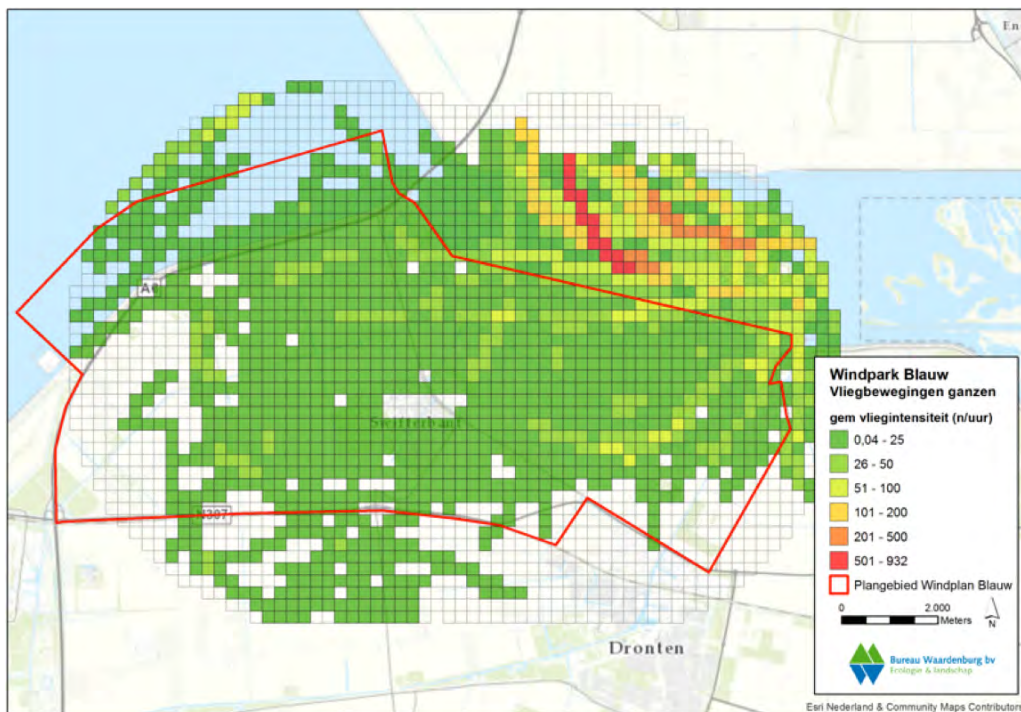 En
A6
Swifterbant
N307
Dronten
Windpark Blauw
Vliegbewegingen ganzen
gem vliegintensiteit (n/uur)
0,04 - 25
26 - 50
51 - 100
101 - 200
201 - 500
501 - 932
Plangebied Windplan Blauw
0 2.000
Meters
N
Bureau Waardenburg bv
Ecologie & landschap
Esri Nederland & Community Maps Contributors